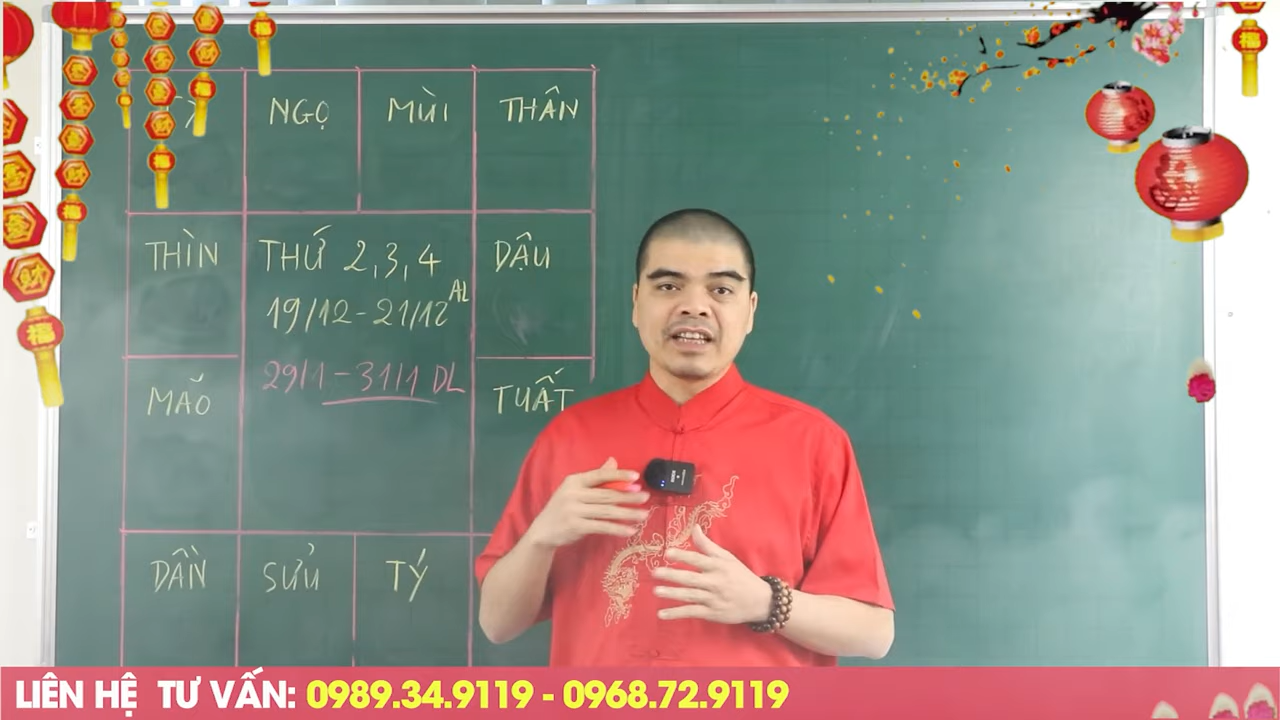 NGỌ
MÙI
THÂN
THÌN
THỨ 2,3,4
DẬU
19/12-21/12 AL
29/1-31/1 DL
MÃO
TUẤT
DẦN
SỬU
TÝ
LIÊN HỆ TƯ VẤN: 0989.34.9119 - 0968.72.9119